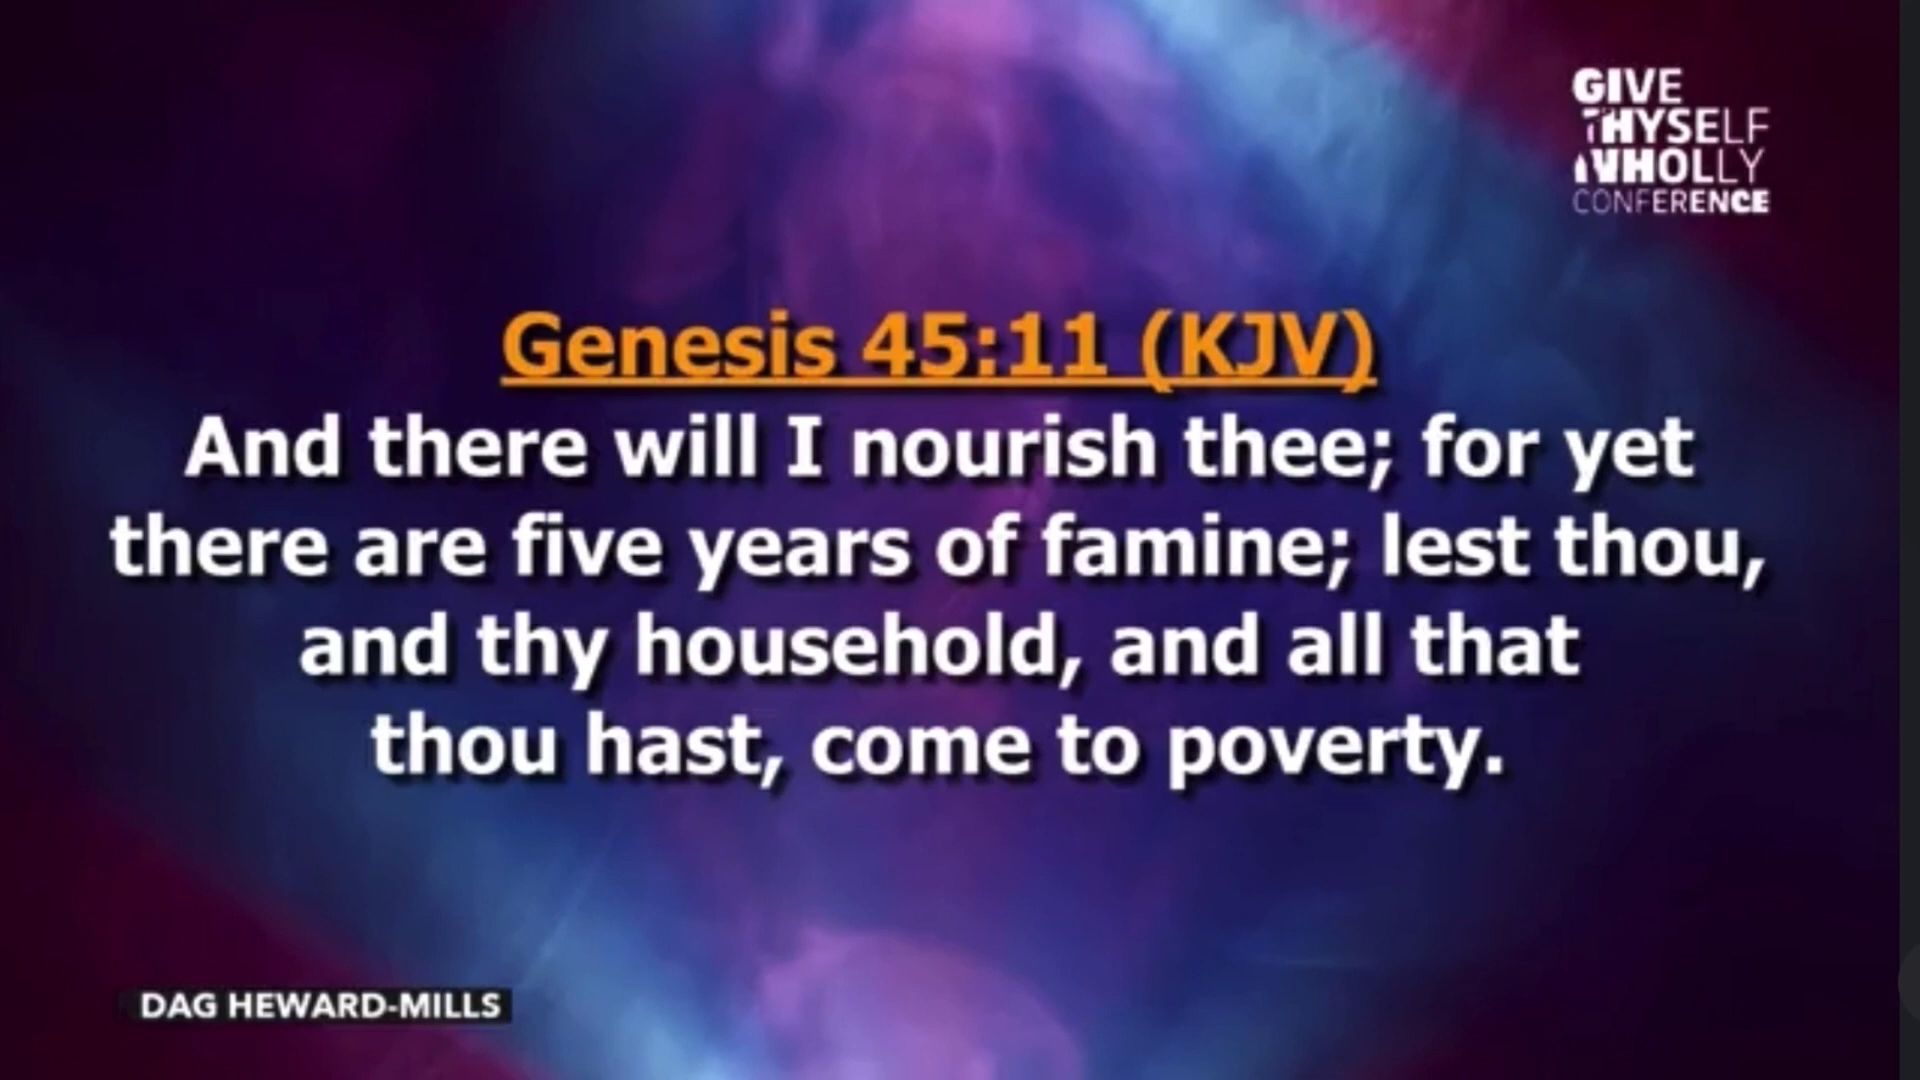 GIVE
THYSELF
WHOLLY
CONFERENCE
Genesis 45:11 (KJV)
And there will I nourish thee; for yet
there are five years of famine; lest thou,
and thy household, and all that
thou hast, come to poverty.
DAG HEWARD-MILLS